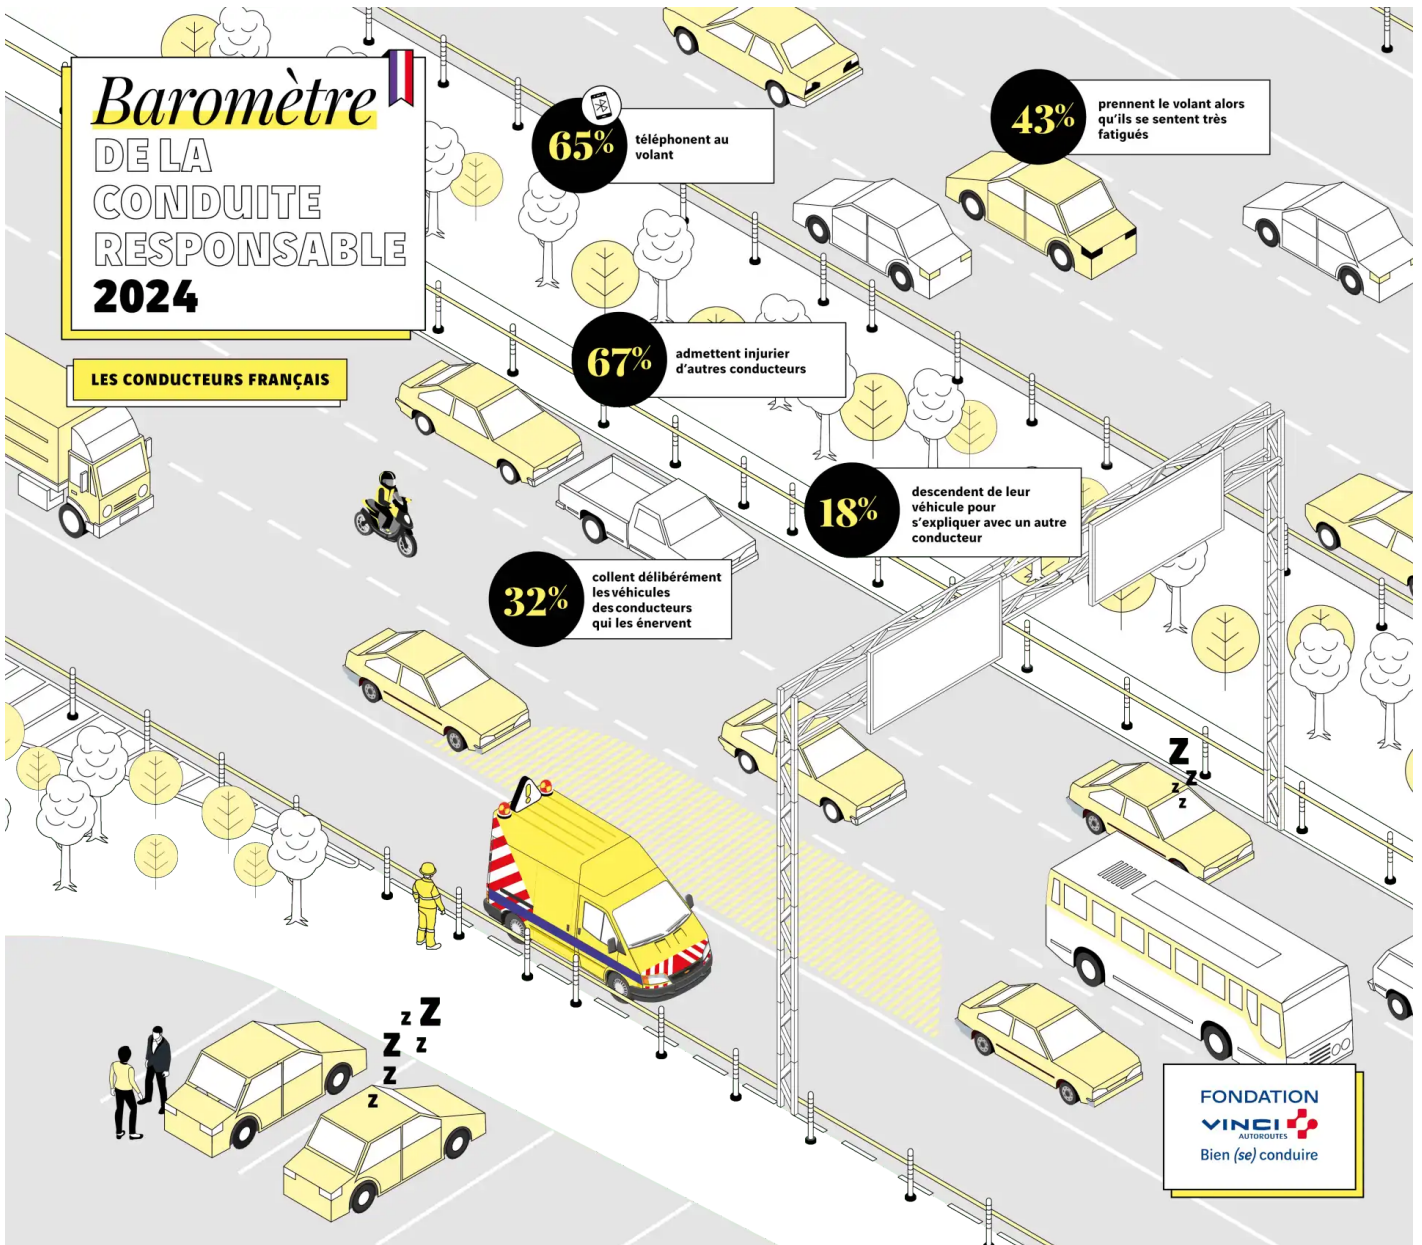 Baromètre
DE LA
CONDUITE
RESPONSABLE
2024
LES CONDUCTEURS FRANÇAIS
65%
téléphonent au
volant
43%
prennent le volant alors
qu'ils se sentent très
fatigués
67%
admettent injurier
d'autres conducteurs
18%
descendent de leur
véhicule pour
s'expliquer avec un autre
conducteur
32%
collent délibérément
les véhicules
des conducteurs
qui les énervent
Z
Z
z
z
z Z
Z z
z
z
FONDATION
VINCI
AUTOROUTES
Bien (se) conduire